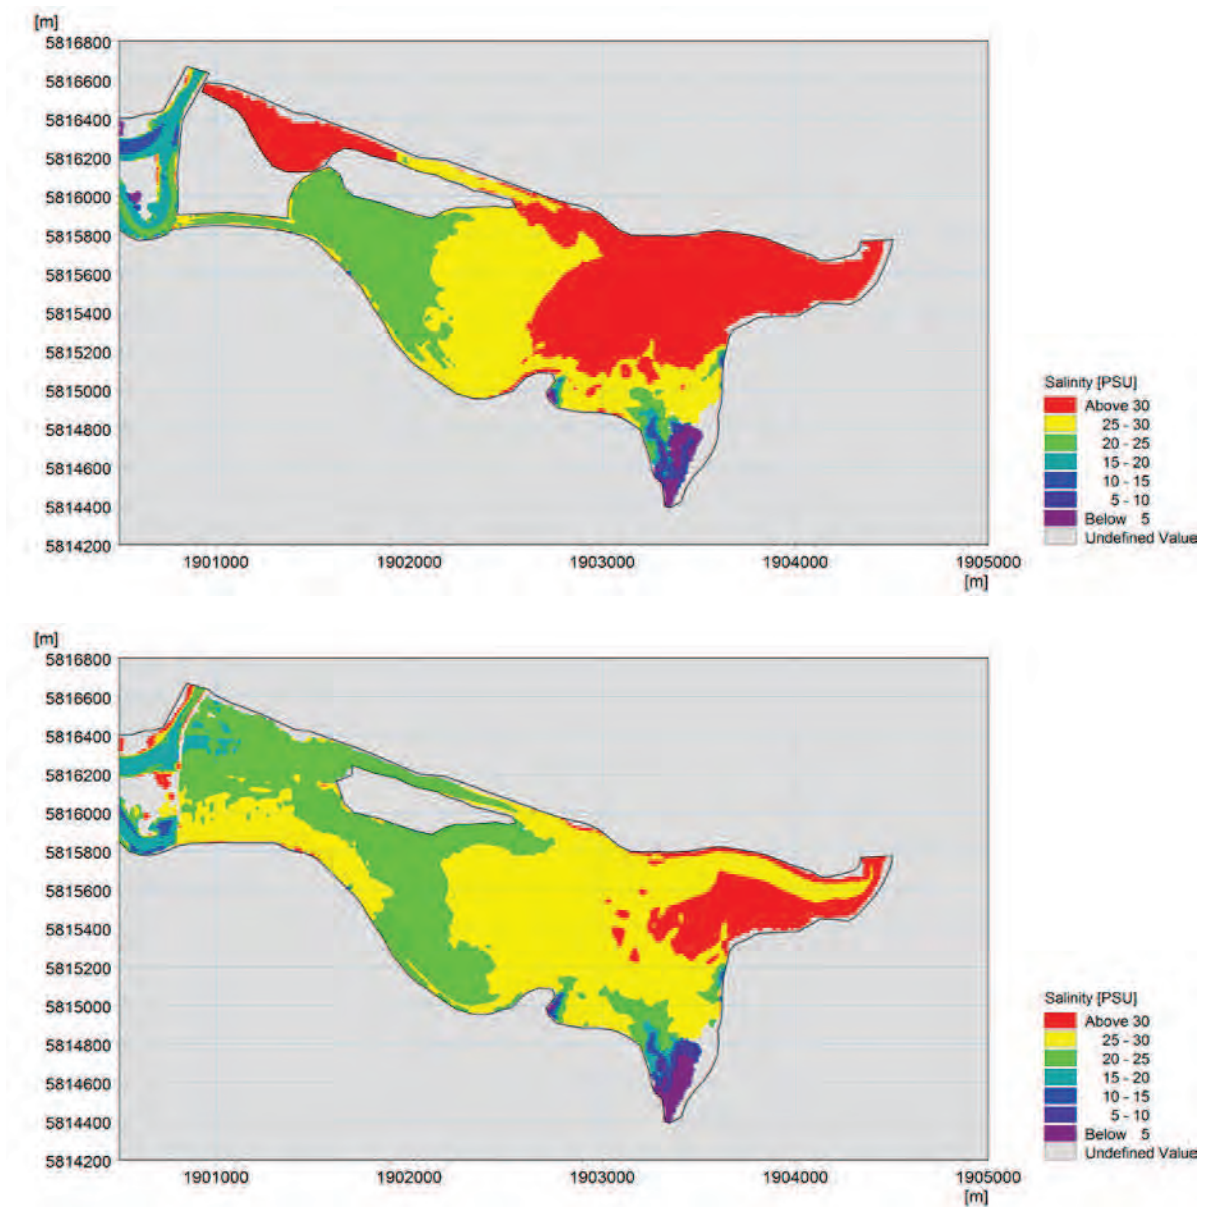 [m]
5816800
5816600
5816400
5816200
5816000
5815800
5815600
5815400
5815200
5815000
5814800
5814600
5814400
5814200
1901000 1902000 1903000 1904000 1905000
[m]
Salinity [PSU]
Above 30
25 - 30
20 - 25
15 - 20
10 - 15
5 - 10
Below 5
Undefined Value
[m]
5816800
5816600
5816400
5816200
5816000
5815800
5815600
5815400
5815200
5815000
5814800
5814600
5814400
5814200
1901000 1902000 1903000 1904000 1905000
[m]
Salinity [PSU]
Above 30
25 - 30
20 - 25
15 - 20
10 - 15
5 - 10
Below 5
Undefined Value